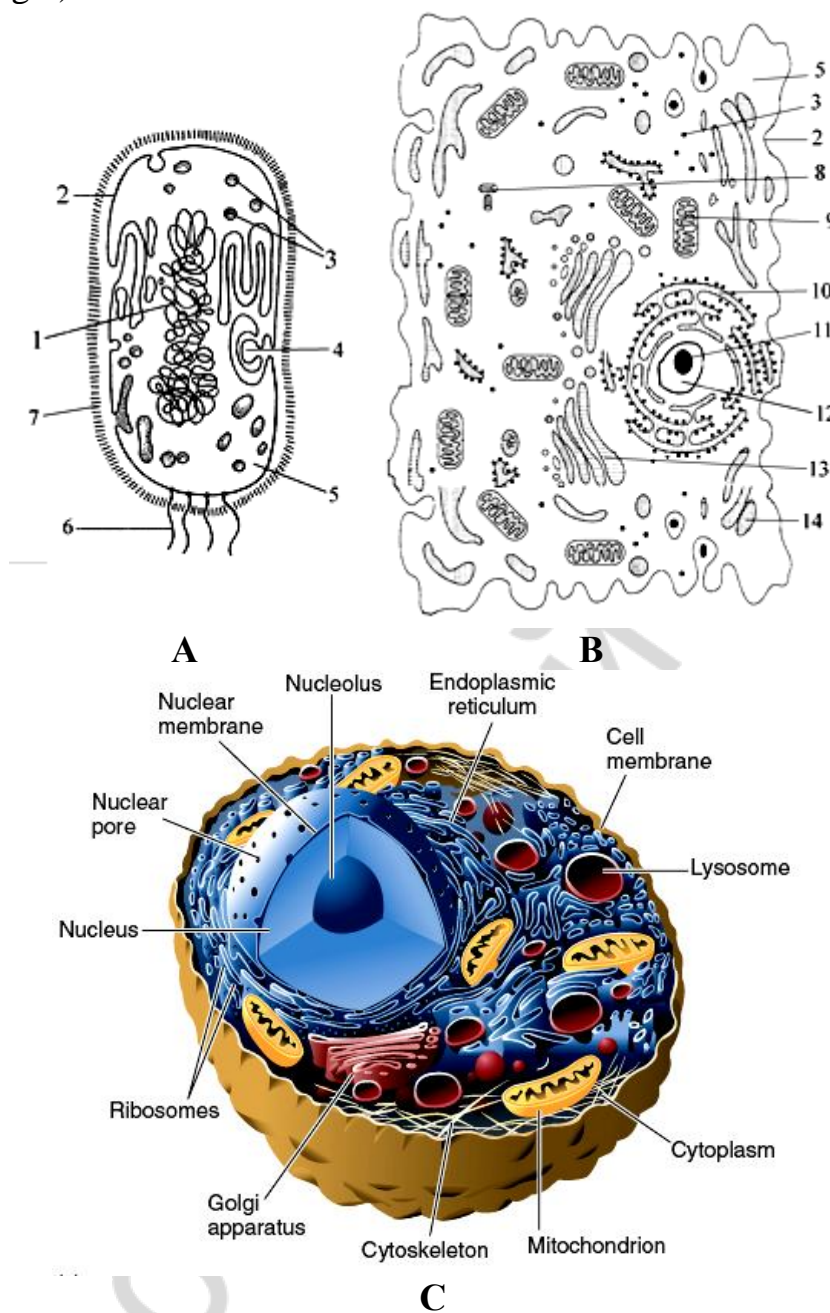 2
3
1
4
7
5
6
5
3
2
8
9
10
11
12
13
14
A
B
Nucleolus
Endoplasmic
reticulum
Nuclear
membrane
Cell
membrane
Nuclear
pore
Lysosome
Nucleus
Ribosomes
Cytoplasm
Golgi
apparatus
Cytoskeleton
Mitochondrion
C